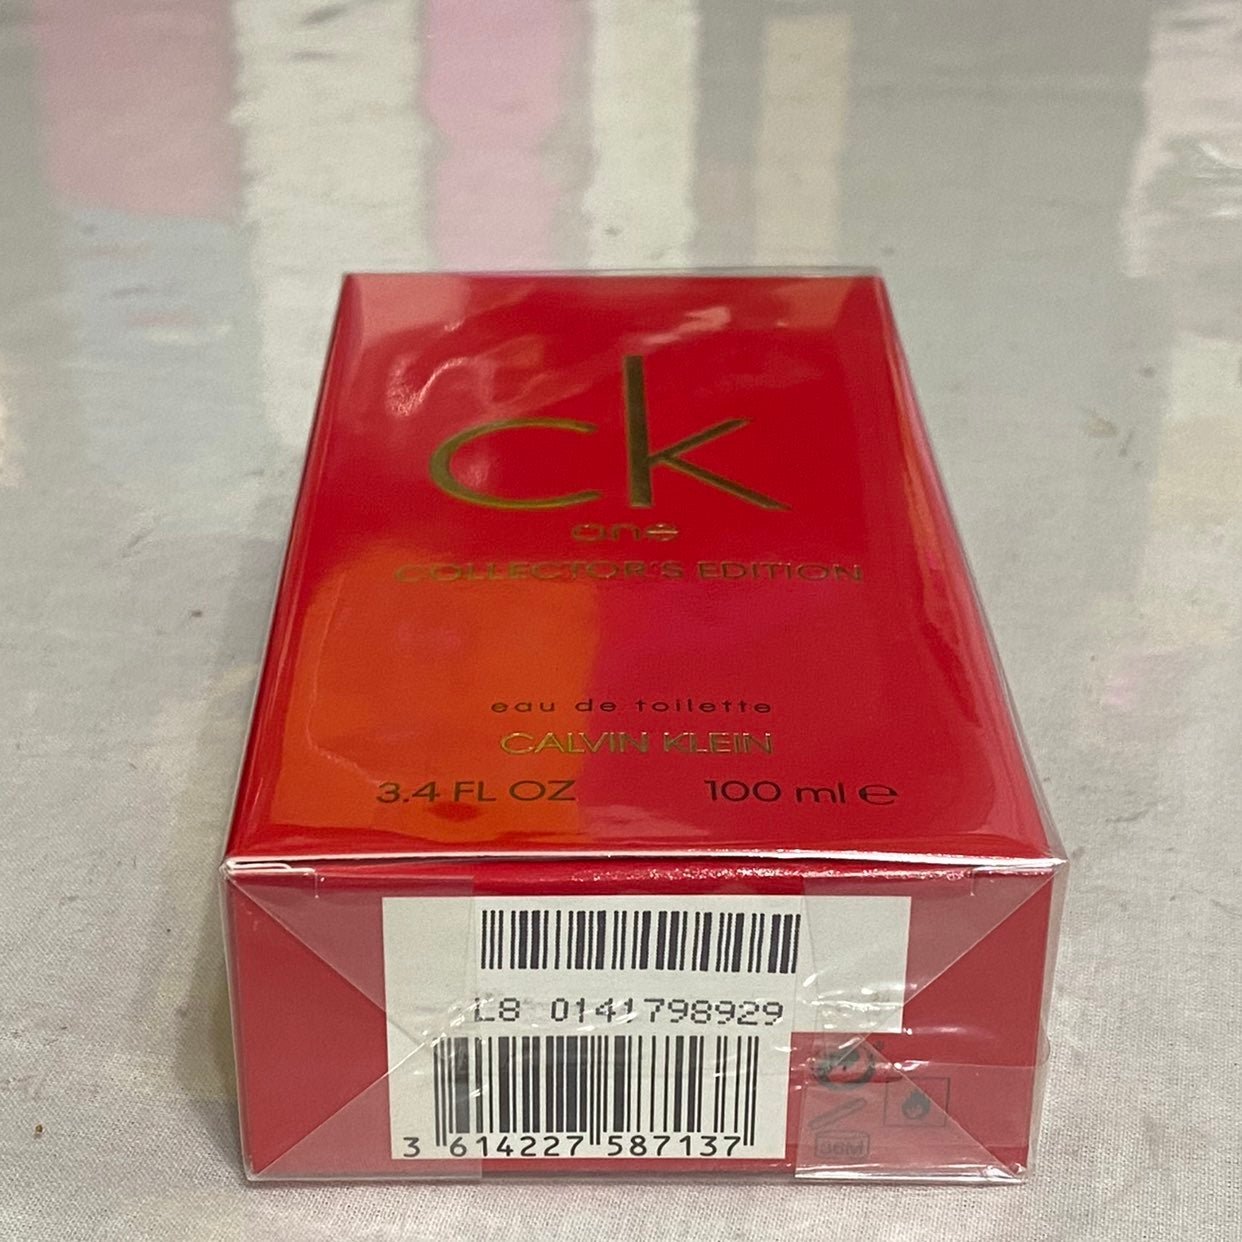 ck
one
COLLECTOR'S EDITION
eau de toilette
CALVIN KLEIN
3.4 FL OZ 100 ml ℮
L8 0141798929
3 614227 587137
36M